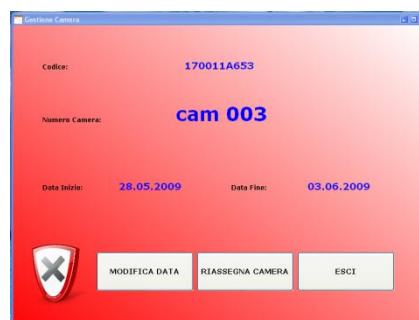 Gestione Camera
Codice: 170011A653
Numero Camera: cam 003
Data Inizio: 28.05.2009 Data Fine: 03.06.2009
MODIFICA DATA RIASSEGNA CAMERA ESCI